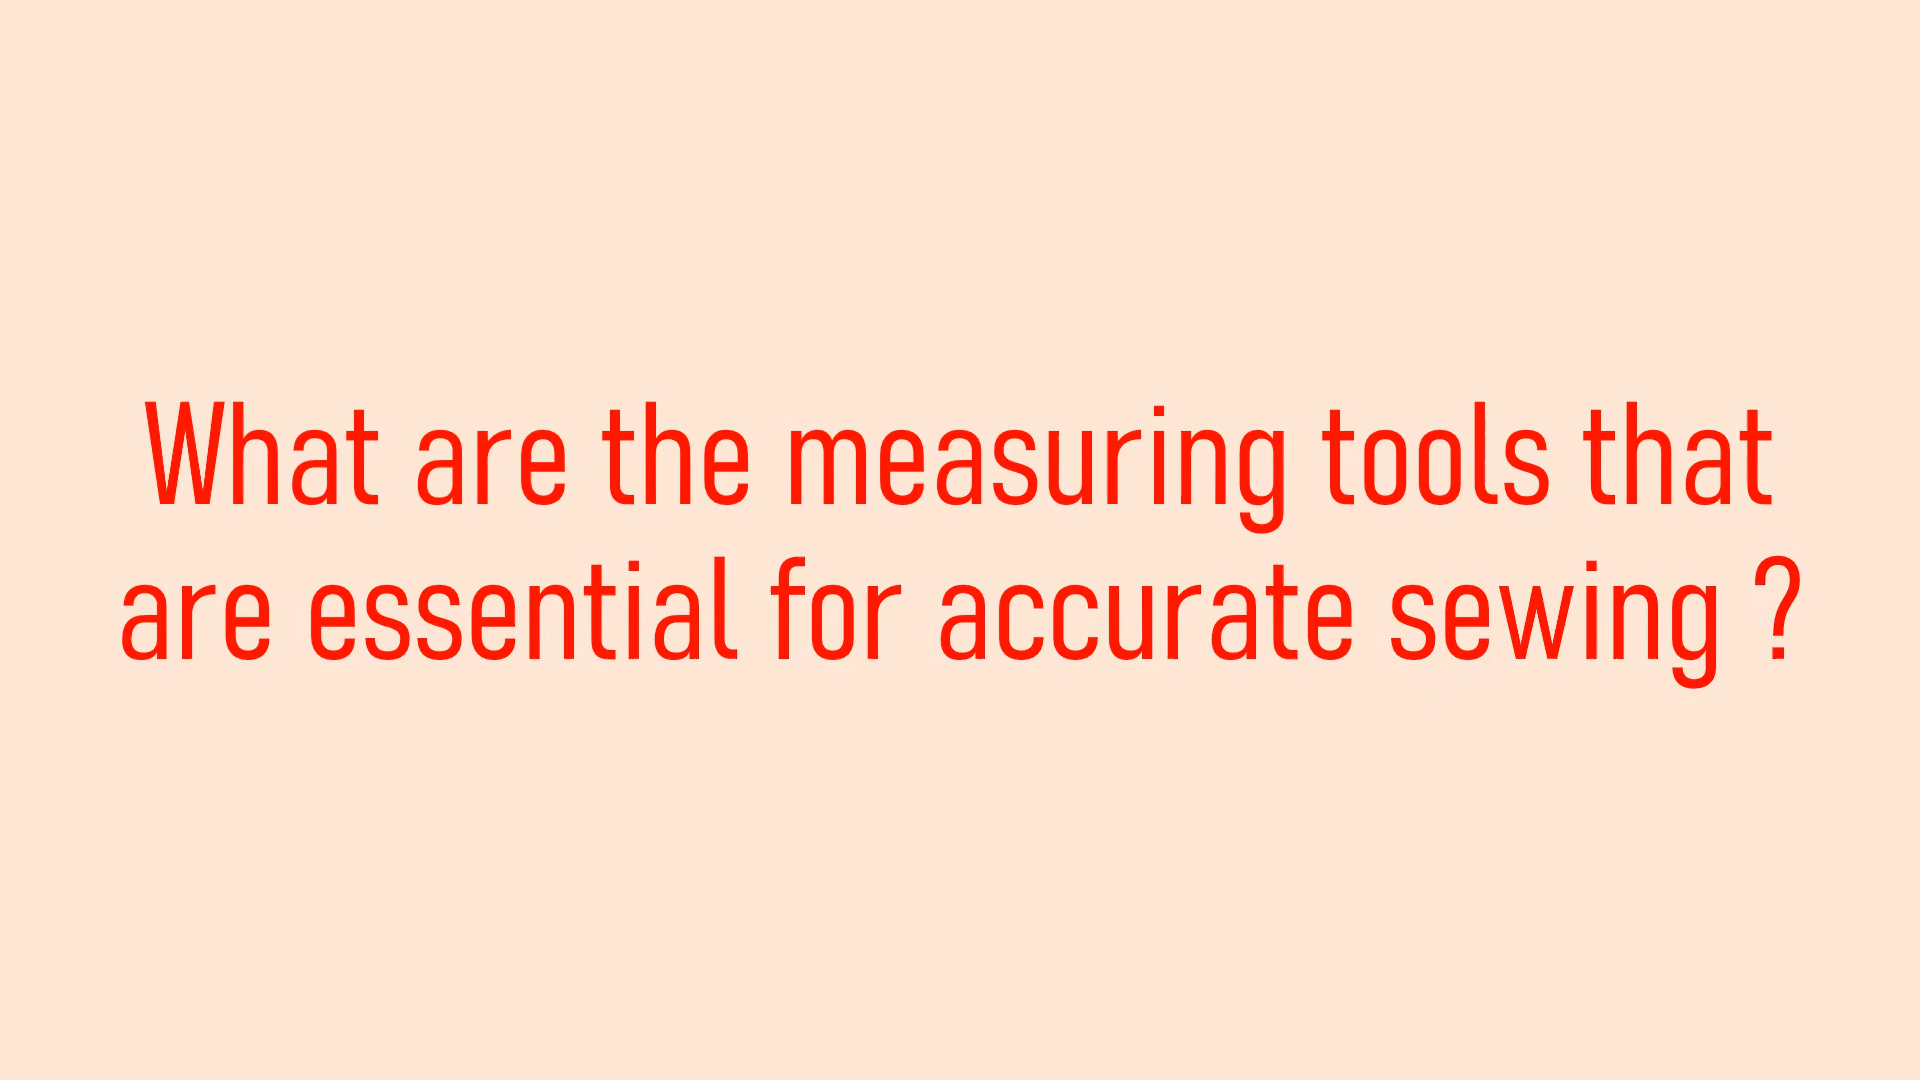 What are the measuring tools that
are essential for accurate sewing ?